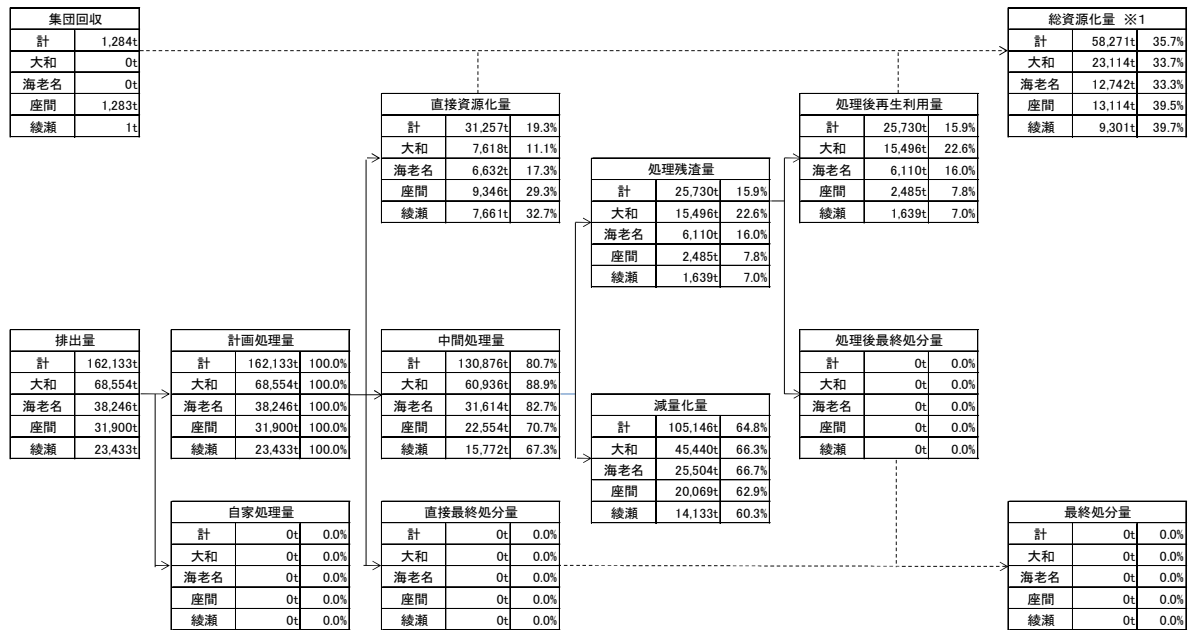 集団回収
計 1,284t
大和 0t
海老名 0t
座間 1,283t
綾瀬 1t
総資源化量 ※1
計 58,271t 35.7%
大和 23,114t 33.7%
海老名 12,742t 33.3%
座間 13,114t 39.5%
綾瀬 9,301t 39.7%
直接資源化量
計 31,257t 19.3%
大和 7,618t 11.1%
海老名 6,632t 17.3%
座間 9,346t 29.3%
綾瀬 7,661t 32.7%
処理後再生利用量
計 25,730t 15.9%
大和 15,496t 22.6%
海老名 6,110t 16.0%
座間 2,485t 7.8%
綾瀬 1,639t 7.0%
処理残渣量
計 25,730t 15.9%
大和 15,496t 22.6%
海老名 6,110t 16.0%
座間 2,485t 7.8%
綾瀬 1,639t 7.0%
排出量
計 162,133t
大和 68,554t
海老名 38,246t
座間 31,900t
綾瀬 23,433t
計画処理量
計 162,133t 100.0%
大和 68,554t 100.0%
海老名 38,246t 100.0%
座間 31,900t 100.0%
綾瀬 23,433t 100.0%
中間処理量
計 130,876t 80.7%
大和 60,936t 88.9%
海老名 31,614t 82.7%
座間 22,554t 70.7%
綾瀬 15,772t 67.3%
処理後最終処分量
計 0t 0.0%
大和 0t 0.0%
海老名 0t 0.0%
座間 0t 0.0%
綾瀬 0t 0.0%
減量化量
計 105,146t 64.8%
大和 45,440t 66.3%
海老名 25,504t 66.7%
座間 20,069t 62.9%
綾瀬 14,133t 60.3%
自家処理量
計 0t 0.0%
大和 0t 0.0%
海老名 0t 0.0%
座間 0t 0.0%
綾瀬 0t 0.0%
直接最終処分量
計 0t 0.0%
大和 0t 0.0%
海老名 0t 0.0%
座間 0t 0.0%
綾瀬 0t 0.0%
最終処分量
計 0t 0.0%
大和 0t 0.0%
海老名 0t 0.0%
座間 0t 0.0%
綾瀬 0t 0.0%